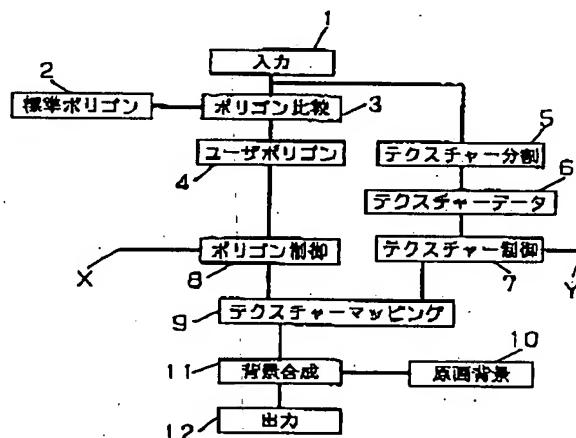 1
入力
2
標準ポリゴン
ポリゴン比較
3
5
ユーザポリゴン
4
テクスチャー分割
6
テクスチャーデータ
X
ポリゴン制御
8
テクスチャー制御
7
Y
9
テクスチャーマッピング
10
11
背景合成
原画背景
12
出力